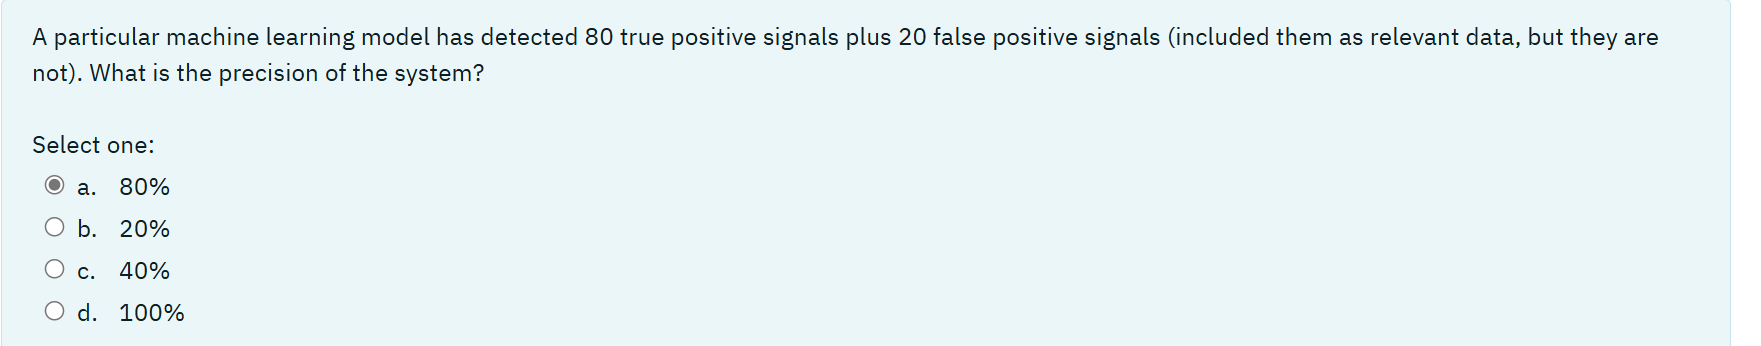 A particular machine learning model has detected 80 true positive signals plus 20 false positive signals (included them as relevant data, but they are
not). What is the precision of the system?
Select one:
a. 80%
b. 20%
c. 40%
d. 100%